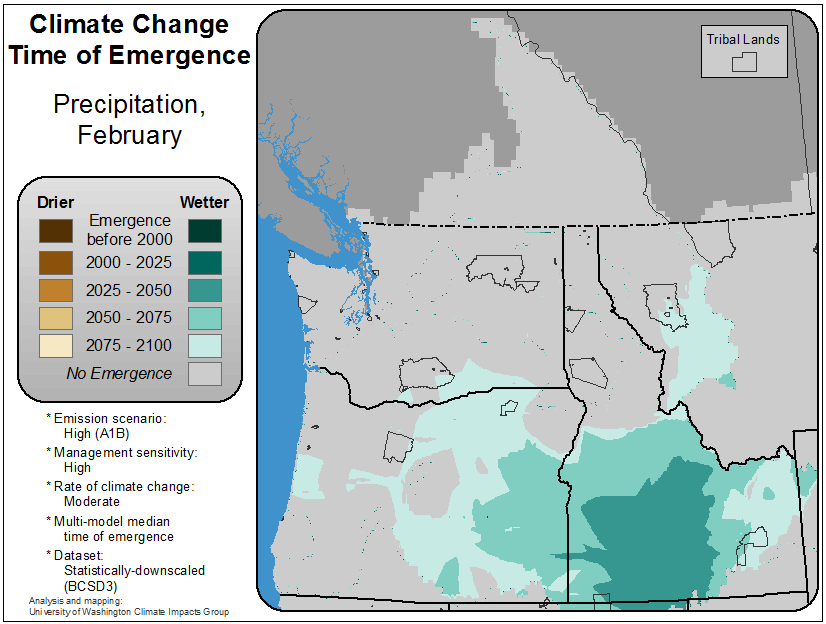 Climate Change
Time of Emergence
Precipitation,
February
Tribal Lands
Drier
Wetter
Emergence
before 2000
2000 - 2025
2025 - 2050
2050 - 2075
2075 - 2100
No Emergence
* Emission scenario:
High (A1B)
* Management sensitivity:
High
* Rate of climate change:
Moderate
* Multi-model median
time of emergence
* Dataset:
Statistically-downscaled
(BCSD3)
Analysis and mapping:
University of Washington Climate Impacts Group